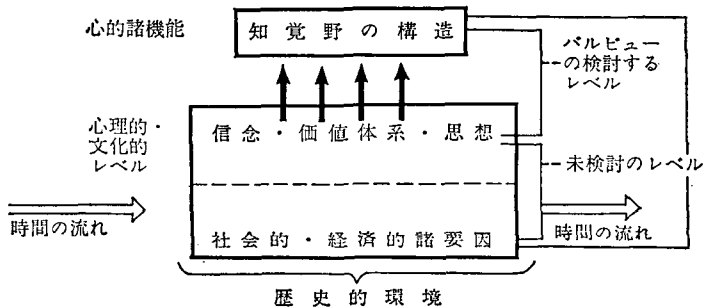 心的諸機能
知覚野の構造
バルビュー
の検討する
レベル
心理的・
文化的
レベル
信念・価値体系・思想
未検討のレベル
時間の流れ
社会的・経済的諸要因
時間の流れ
歴史的環境